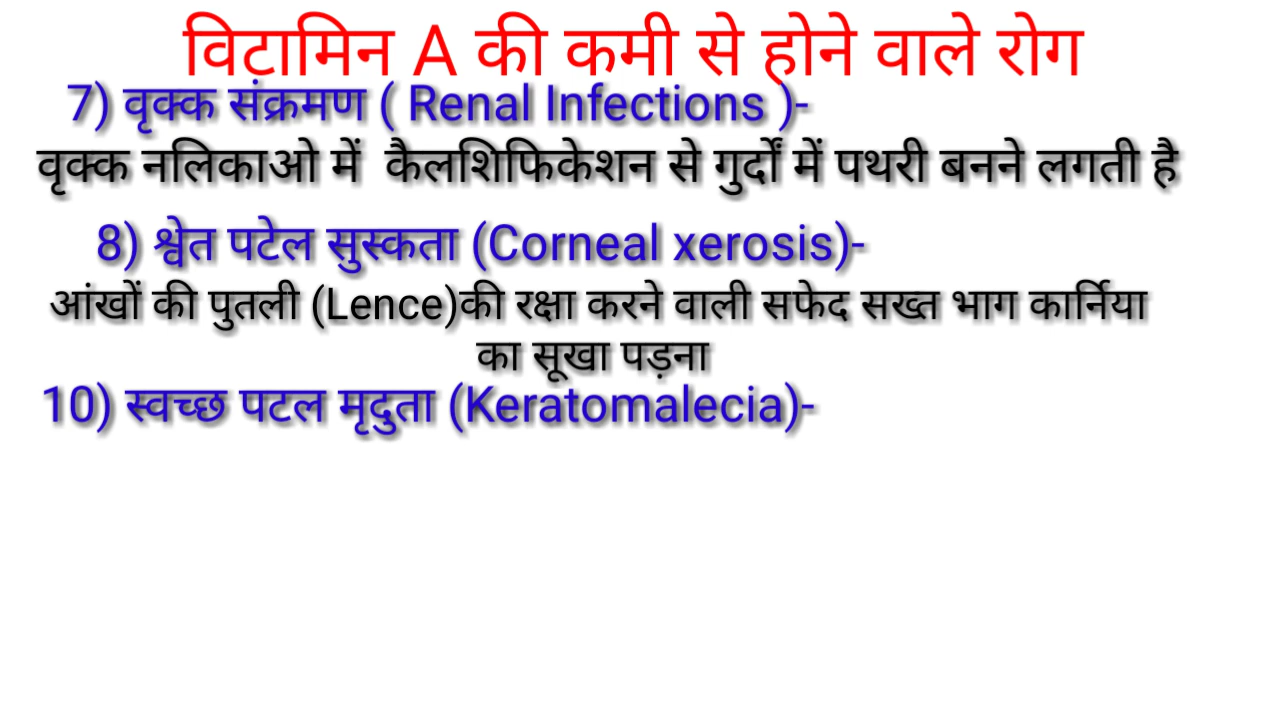 विटामिन A की कमी से होने वाले रोग
7) वृक्क संक्रमण ( Renal Infections )-
वृक्क नलिकाओ में कैलशिफिकेशन से गुर्दों में पथरी बनने लगती है
8) श्वेत पटेल सुस्कता (Corneal xerosis)-
आंखों की पुतली (Lence)की रक्षा करने वाली सफेद सख्त भाग कार्निया
का सूखा पड़ना
10) स्वच्छ पटल मृदुता (Keratomalecia)-